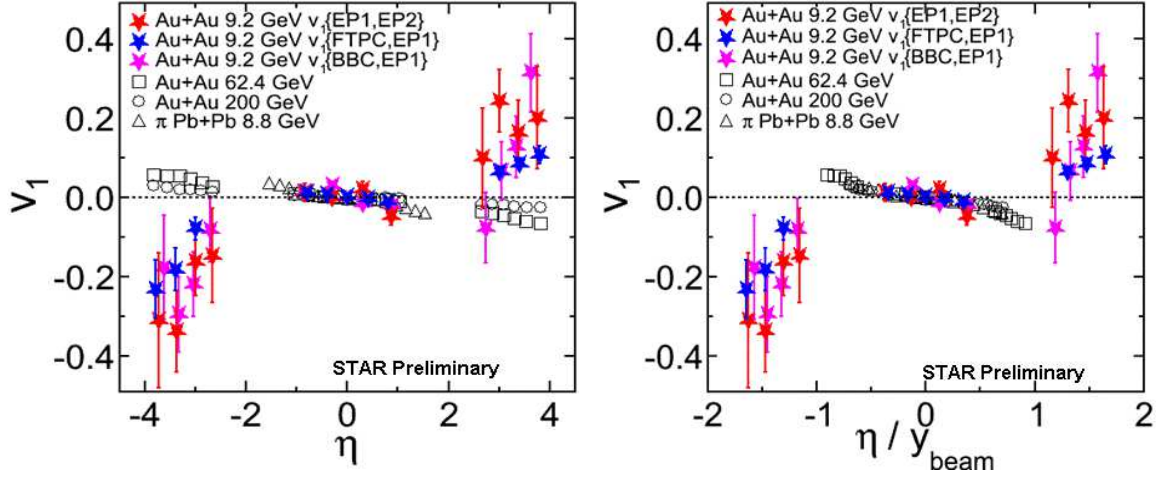 Au+Au 9.2 GeV v1{EP1,EP2}
Au+Au 9.2 GeV v1{FTPC,EP1}
Au+Au 9.2 GeV v1{BBC,EP1}
Au+Au 62.4 GeV
Au+Au 200 GeV
π Pb+Pb 8.8 GeV
0.4
0.2
0.0
-0.2
-0.4
v1
STAR Preliminary
-4 -2 0 2 4
η
Au+Au 9.2 GeV v1{EP1,EP2}
Au+Au 9.2 GeV v1{FTPC,EP1}
Au+Au 9.2 GeV v1{BBC,EP1}
Au+Au 62.4 GeV
Au+Au 200 GeV
π Pb+Pb 8.8 GeV
0.4
0.2
0.0
-0.2
-0.4
v1
STAR Preliminary
-2 -1 0 1 2
η / ybeam